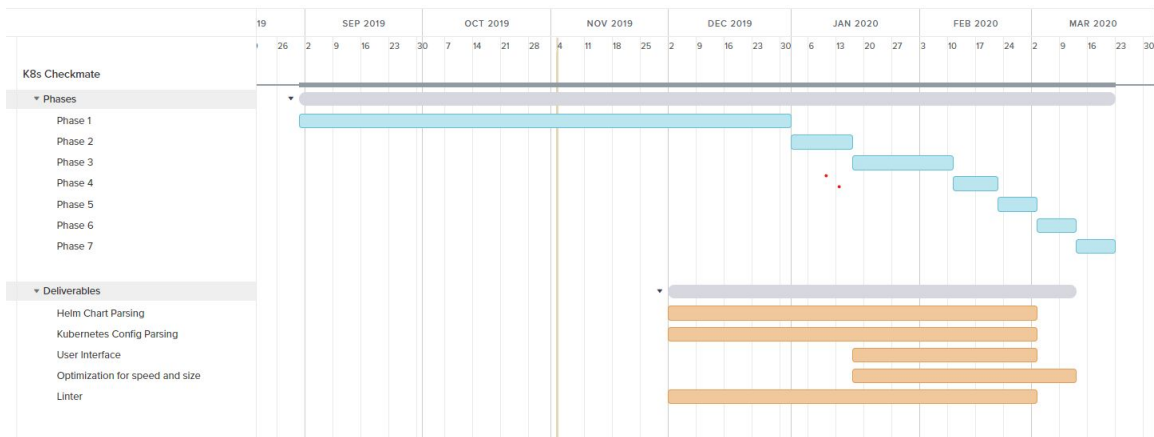 19 SEP 2019 OCT 2019 NOV 2019 DEC 2019 JAN 2020 FEB 2020 MAR 2020
26 2 9 16 23 30 7 14 21 28 4 11 18 25 2 9 16 23 30 6 13 20 27 3 10 17 24 2 9 16 23 30
K8s Checkmate
Phases
Phase 1
Phase 2
Phase 3
Phase 4
Phase 5
Phase 6
Phase 7
Deliverables
Helm Chart Parsing
Kubernetes Config Parsing
User Interface
Optimization for speed and size
Linter